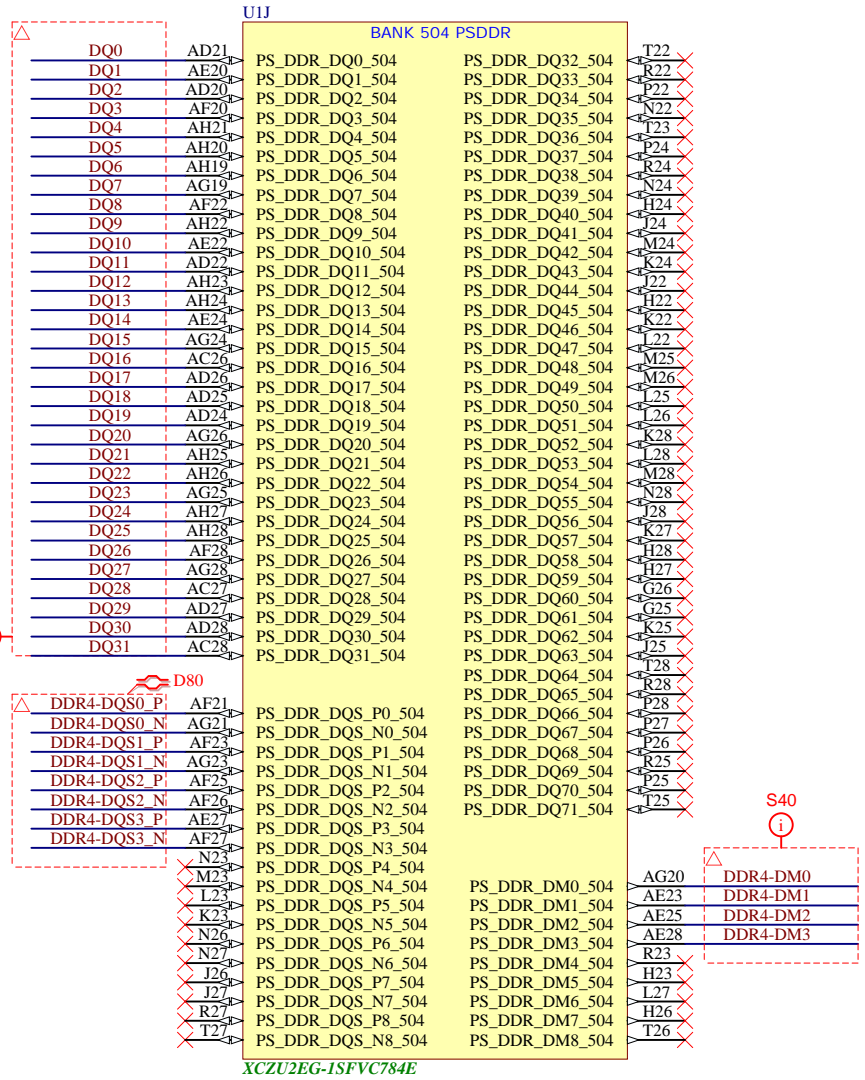 U1J
BANK 504 PSDDR
DQ0 AD21 PS_DDR_DQ0_504 PS_DDR_DQ32_504 T22
DQ1 AE20 PS_DDR_DQ1_504 PS_DDR_DQ33_504 R22
DQ2 AD20 PS_DDR_DQ2_504 PS_DDR_DQ34_504 P22
DQ3 AF20 PS_DDR_DQ3_504 PS_DDR_DQ35_504 N22
DQ4 AH21 PS_DDR_DQ4_504 PS_DDR_DQ36_504 T23
DQ5 AH20 PS_DDR_DQ5_504 PS_DDR_DQ37_504 P24
DQ6 AH19 PS_DDR_DQ6_504 PS_DDR_DQ38_504 R24
DQ7 AG19 PS_DDR_DQ7_504 PS_DDR_DQ39_504 N24
DQ8 AF22 PS_DDR_DQ8_504 PS_DDR_DQ40_504 H24
DQ9 AH22 PS_DDR_DQ9_504 PS_DDR_DQ41_504 J24
DQ10 AE22 PS_DDR_DQ10_504 PS_DDR_DQ42_504 M24
DQ11 AD22 PS_DDR_DQ11_504 PS_DDR_DQ43_504 K24
DQ12 AH23 PS_DDR_DQ12_504 PS_DDR_DQ44_504 J22
DQ13 AH24 PS_DDR_DQ13_504 PS_DDR_DQ45_504 H22
DQ14 AE24 PS_DDR_DQ14_504 PS_DDR_DQ46_504 K22
DQ15 AG24 PS_DDR_DQ15_504 PS_DDR_DQ47_504 L22
DQ16 AC26 PS_DDR_DQ16_504 PS_DDR_DQ48_504 M25
DQ17 AD26 PS_DDR_DQ17_504 PS_DDR_DQ49_504 M26
DQ18 AD25 PS_DDR_DQ18_504 PS_DDR_DQ50_504 L25
DQ19 AD24 PS_DDR_DQ19_504 PS_DDR_DQ51_504 L26
DQ20 AG26 PS_DDR_DQ20_504 PS_DDR_DQ52_504 K28
DQ21 AH25 PS_DDR_DQ21_504 PS_DDR_DQ53_504 L28
DQ22 AH26 PS_DDR_DQ22_504 PS_DDR_DQ54_504 M28
DQ23 AG25 PS_DDR_DQ23_504 PS_DDR_DQ55_504 N28
DQ24 AH27 PS_DDR_DQ24_504 PS_DDR_DQ56_504 J28
DQ25 AH28 PS_DDR_DQ25_504 PS_DDR_DQ57_504 K27
DQ26 AF28 PS_DDR_DQ26_504 PS_DDR_DQ58_504 H28
DQ27 AG28 PS_DDR_DQ27_504 PS_DDR_DQ59_504 H27
DQ28 AC27 PS_DDR_DQ28_504 PS_DDR_DQ60_504 G26
DQ29 AD27 PS_DDR_DQ29_504 PS_DDR_DQ61_504 G25
DQ30 AD28 PS_DDR_DQ30_504 PS_DDR_DQ62_504 K25
DQ31 AC28 PS_DDR_DQ31_504 PS_DDR_DQ63_504 J25
PS_DDR_DQ64_504 T28
D80 PS_DDR_DQ65_504 R28
DDR4-DQS0_P AF21 PS_DDR_DQS_P0_504 PS_DDR_DQ66_504 P28
DDR4-DQS0_N AG21 PS_DDR_DQS_N0_504 PS_DDR_DQ67_504 P27
DDR4-DQS1_P AF23 PS_DDR_DQS_P1_504 PS_DDR_DQ68_504 P26
DDR4-DQS1_N AG23 PS_DDR_DQS_N1_504 PS_DDR_DQ69_504 R25
DDR4-DQS2_P AF25 PS_DDR_DQS_P2_504 PS_DDR_DQ70_504 P25
DDR4-DQS2_N AF26 PS_DDR_DQS_N2_504 PS_DDR_DQ71_504 T25
DDR4-DQS3_P AE27 PS_DDR_DQS_P3_504 S40
DDR4-DQS3_N AF27 PS_DDR_DQS_N3_504 i
N23 PS_DDR_DQS_P4_504
M23 PS_DDR_DQS_N4_504 PS_DDR_DM0_504 AG20 DDR4-DM0
L23 PS_DDR_DQS_P5_504 PS_DDR_DM1_504 AE23 DDR4-DM1
K23 PS_DDR_DQS_N5_504 PS_DDR_DM2_504 AE25 DDR4-DM2
N26 PS_DDR_DQS_P6_504 PS_DDR_DM3_504 AE28 DDR4-DM3
N27 PS_DDR_DQS_N6_504 PS_DDR_DM4_504 R23
J26 PS_DDR_DQS_P7_504 PS_DDR_DM5_504 H23
J27 PS_DDR_DQS_N7_504 PS_DDR_DM6_504 L27
R27 PS_DDR_DQS_P8_504 PS_DDR_DM7_504 H26
T27 PS_DDR_DQS_N8_504 PS_DDR_DM8_504 T26
XCZU2EG-1SFVC784E